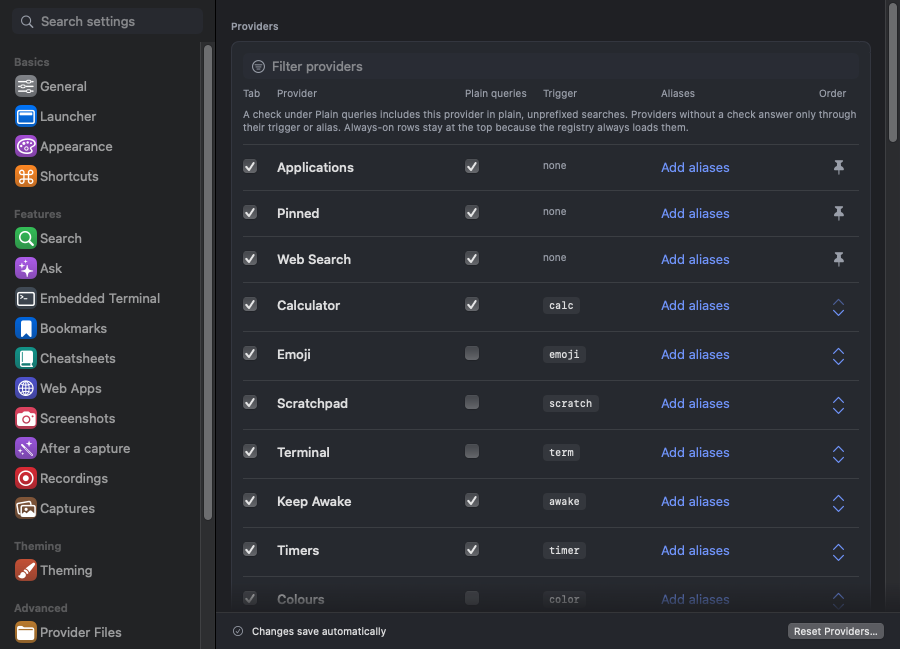 Search settings
Basics
General
Launcher
Appearance
Shortcuts
Features
Search
Ask
Embedded Terminal
Bookmarks
Cheatsheets
Web Apps
Screenshots
After a capture
Recordings
Captures
Theming
Theming
Advanced
Provider Files
Providers
Filter providers
Tab Provider Plain queries Trigger Aliases Order
A check under Plain queries includes this provider in plain, unprefixed searches. Providers without a check answer only through
their trigger or alias. Always-on rows stay at the top because the registry always loads them.
Applications none Add aliases
Pinned none Add aliases
Web Search none Add aliases
Calculator calc Add aliases
Emoji emoji Add aliases
Scratchpad scratch Add aliases
Terminal term Add aliases
Keep Awake awake Add aliases
Timers timer Add aliases
Colours color Add aliases
Changes save automatically
Reset Providers...